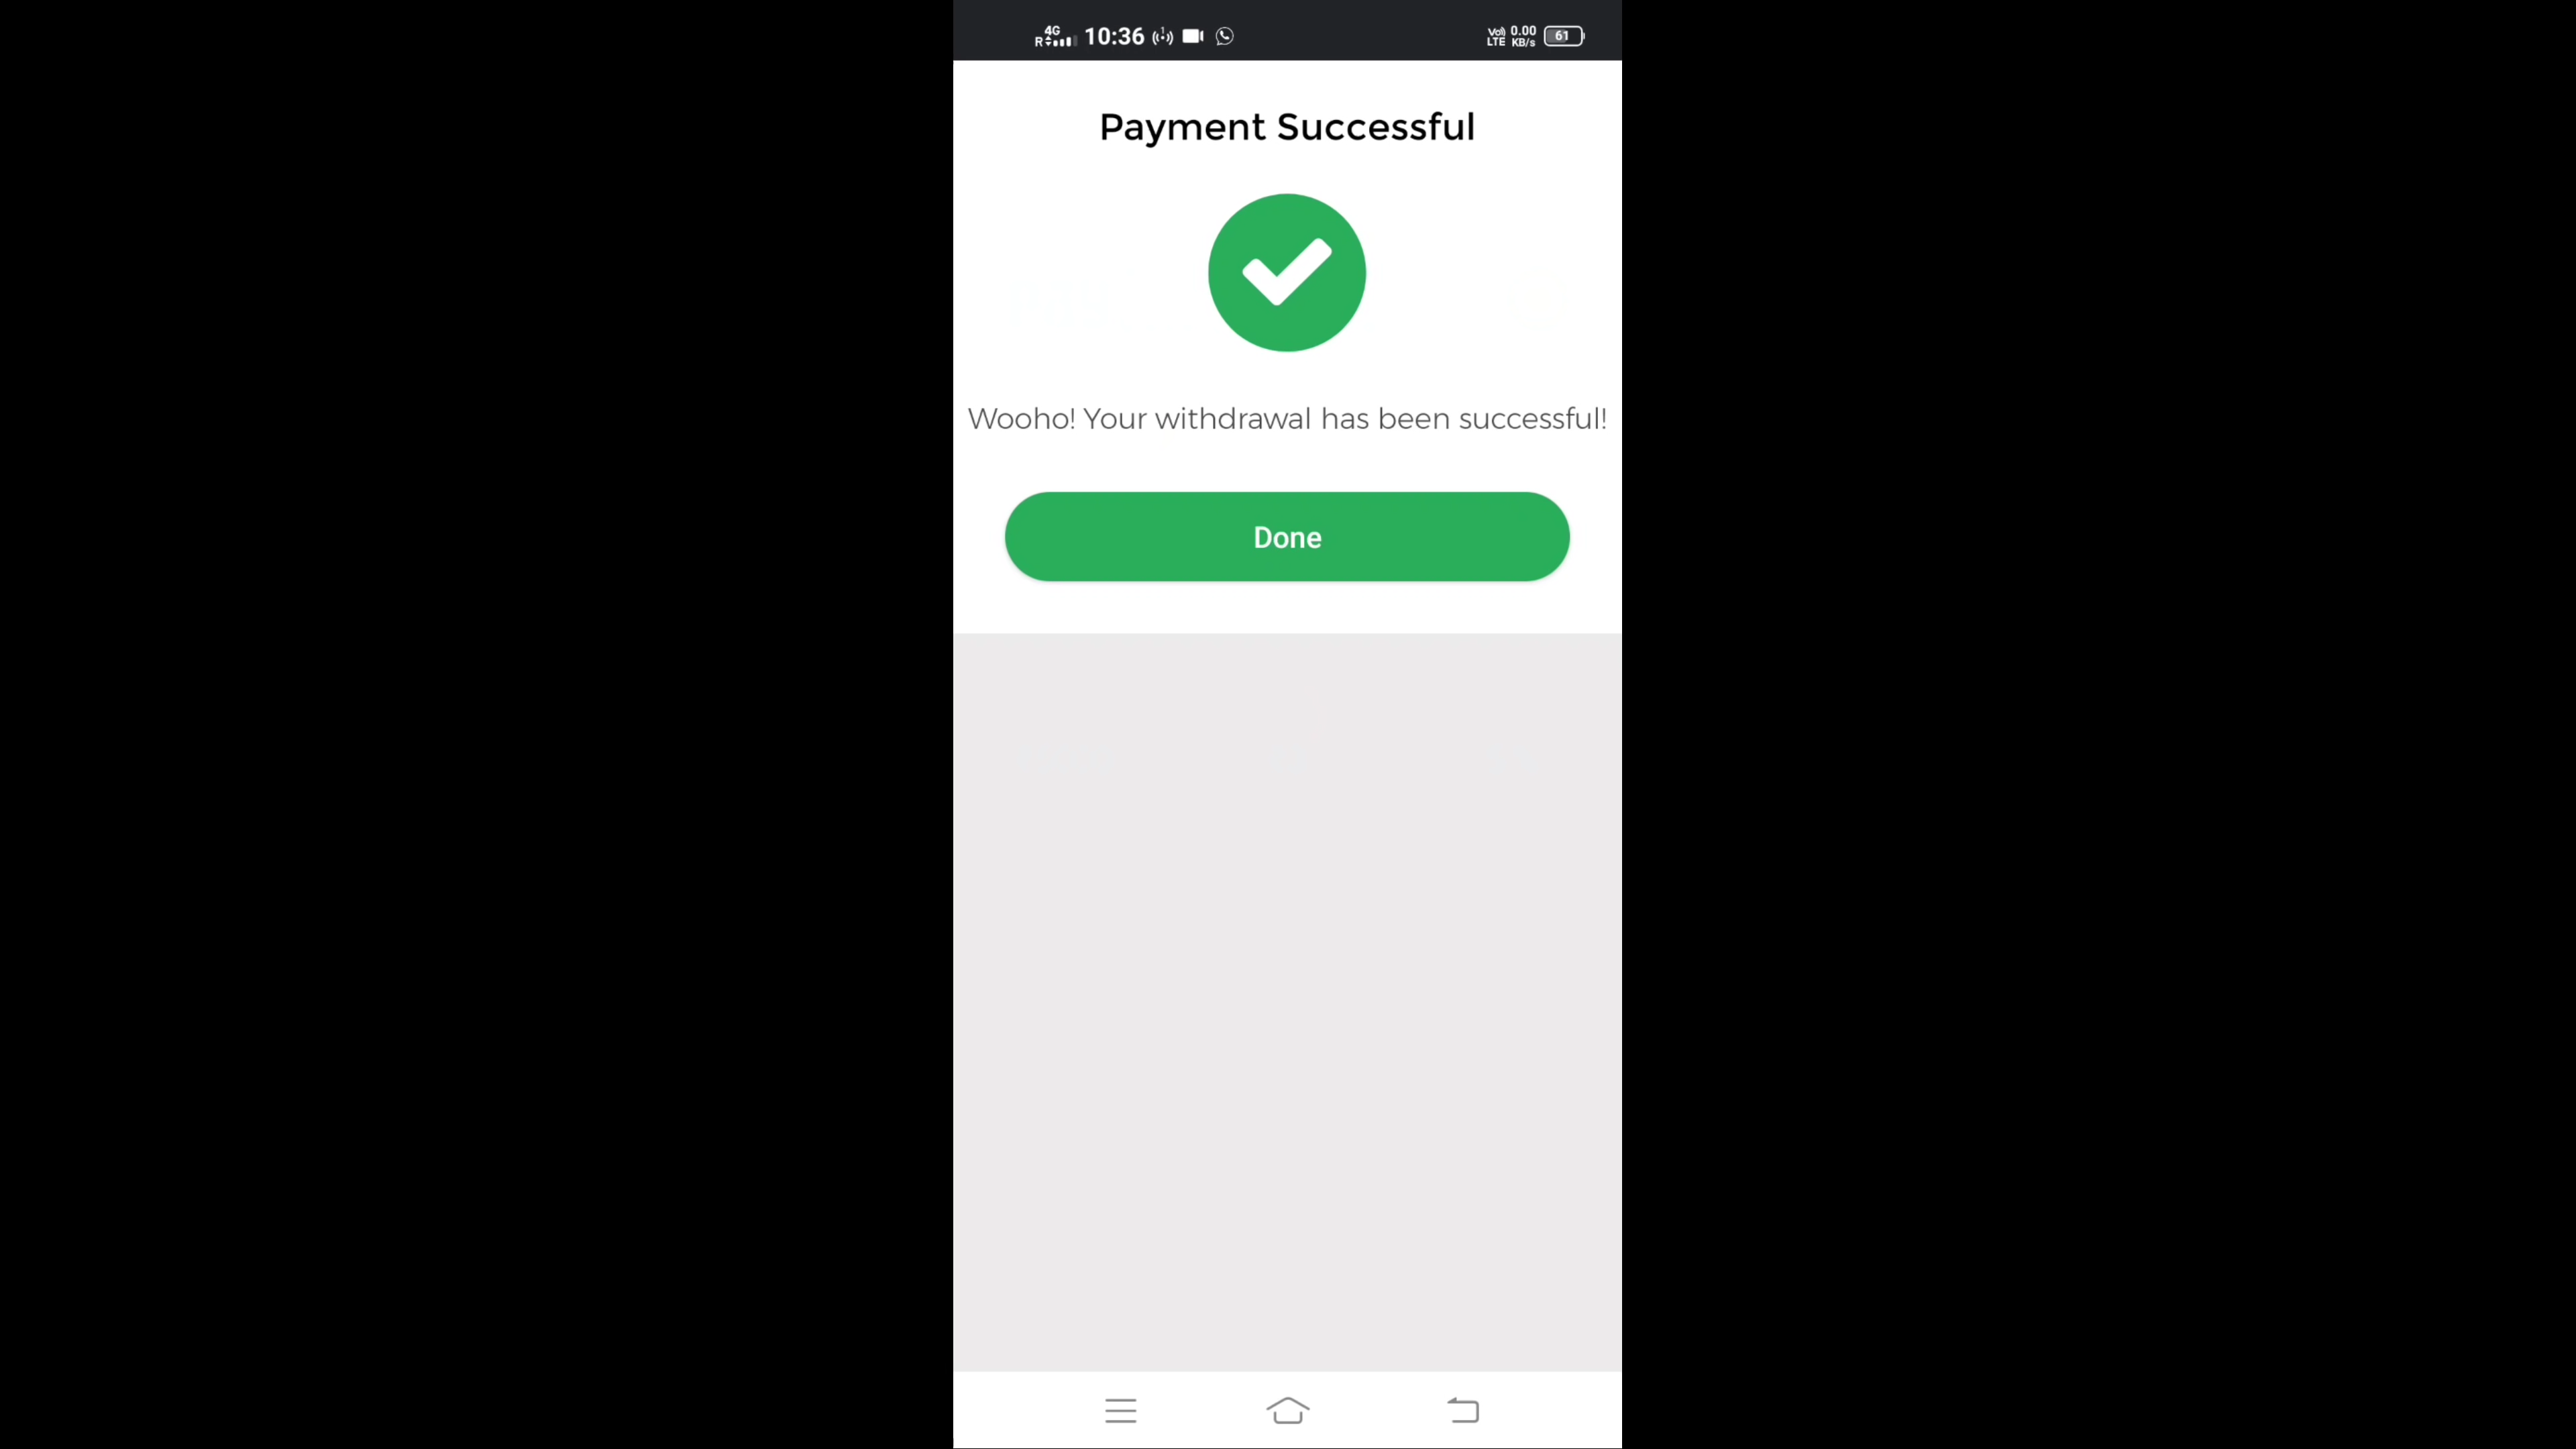 4G
R
10:36
Vo) 0.00
LTE KB/s
61
Payment Successful
Wooho! Your withdrawal has been successful!
Done